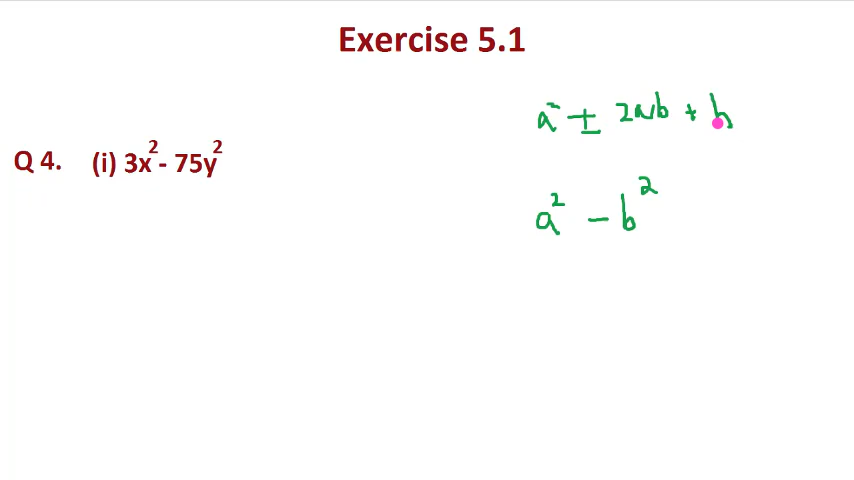 Exercise 5.1
a² ± 2ab + b
Q 4. (i) 3x² - 75y²
a² - b²